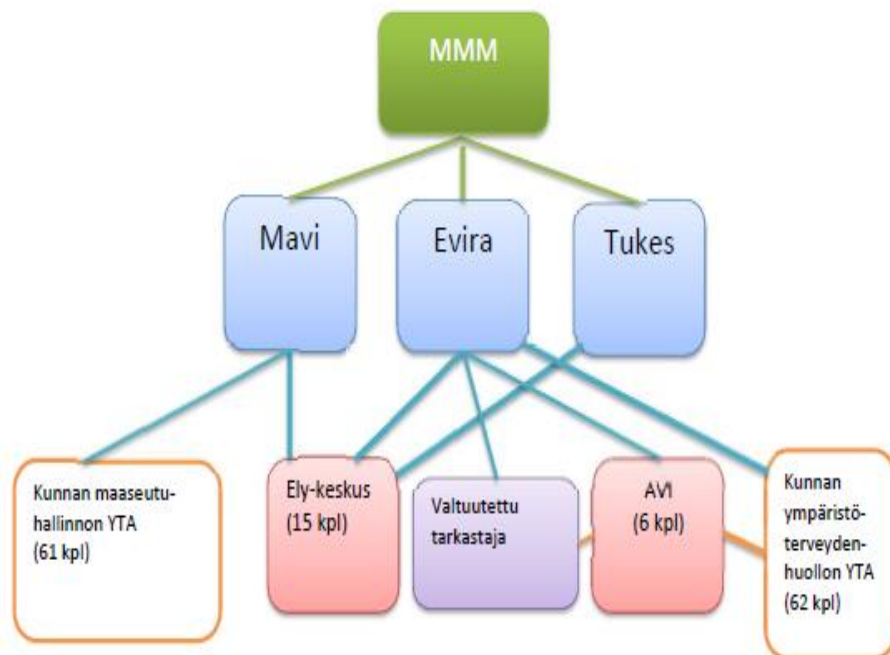 MMM
Mavi
Evira
Tukes
Kunnan maaseutu-
hallinnon YTA
(61 kpl)
Ely-keskus
(15 kpl)
Valtuutettu
tarkastaja
AVI
(6 kpl)
Kunnan
ympäristö-
terveyden-
huollon YTA
(62 kpl)